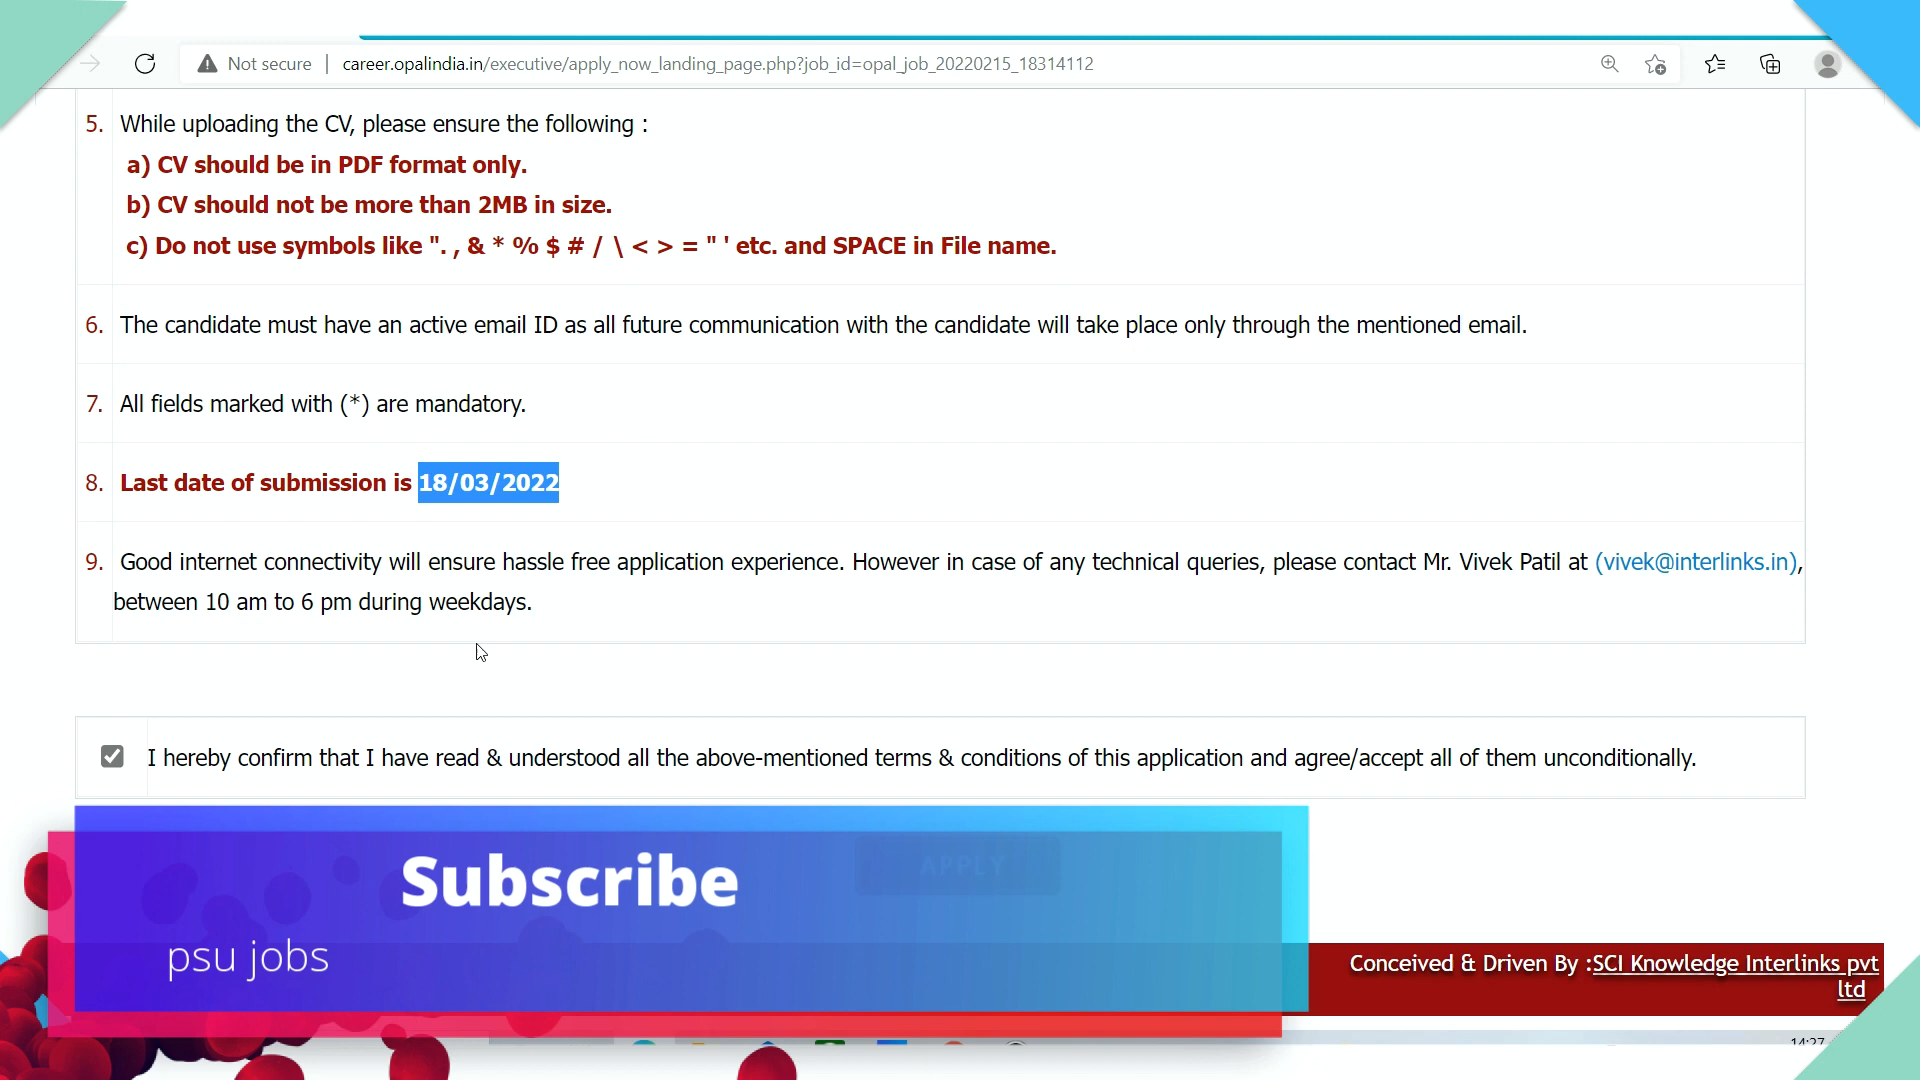 Not secure | career.opalindia.in/executive/apply_now_landing_page.php?job_id=opal_job_20220215_18314112
5. While uploading the CV, please ensure the following :
a) CV should be in PDF format only.
b) CV should not be more than 2MB in size.
c) Do not use symbols like ". , & * % $ # / \ < > = " ' etc. and SPACE in File name.
6. The candidate must have an active email ID as all future communication with the candidate will take place only through the mentioned email.
7. All fields marked with (*) are mandatory.
8. Last date of submission is 18/03/2022
9. Good internet connectivity will ensure hassle free application experience. However in case of any technical queries, please contact Mr. Vivek Patil at (vivek@interlinks.in),
between 10 am to 6 pm during weekdays.
I hereby confirm that I have read & understood all the above-mentioned terms & conditions of this application and agree/accept all of them unconditionally.
APPLY
Subscribe
psu jobs
Conceived & Driven By :SCI Knowledge Interlinks pvt
ltd
14:27